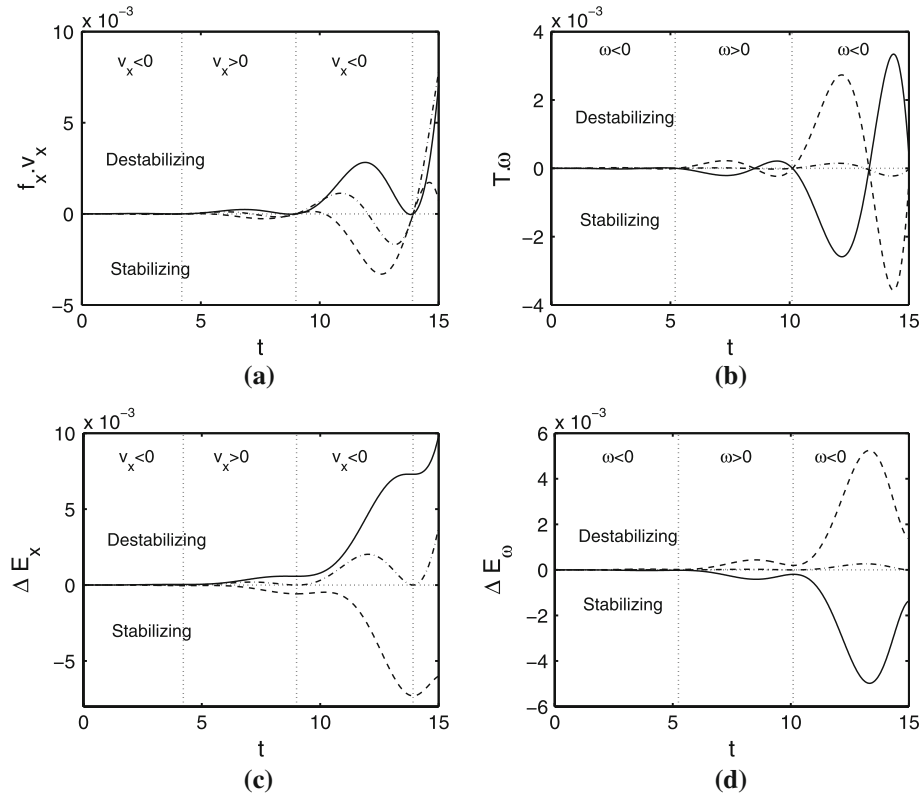 x 10⁻³
10
5
0
−5
0 5 10 15
v_x<0 v_x>0 v_x<0
Destabilizing
Stabilizing
f_x.v_x
t
(a)
x 10⁻³
4
2
0
−2
−4
0 5 10 15
ω<0 ω>0 ω<0
Destabilizing
Stabilizing
T.ω
t
(b)
x 10⁻³
10
5
0
−5
0 5 10 15
v_x<0 v_x>0 v_x<0
Destabilizing
Stabilizing
Δ E_x
t
(c)
x 10⁻³
6
4
2
0
−2
−4
−6
0 5 10 15
ω<0 ω>0 ω<0
Destabilizing
Stabilizing
Δ E_ω
t
(d)